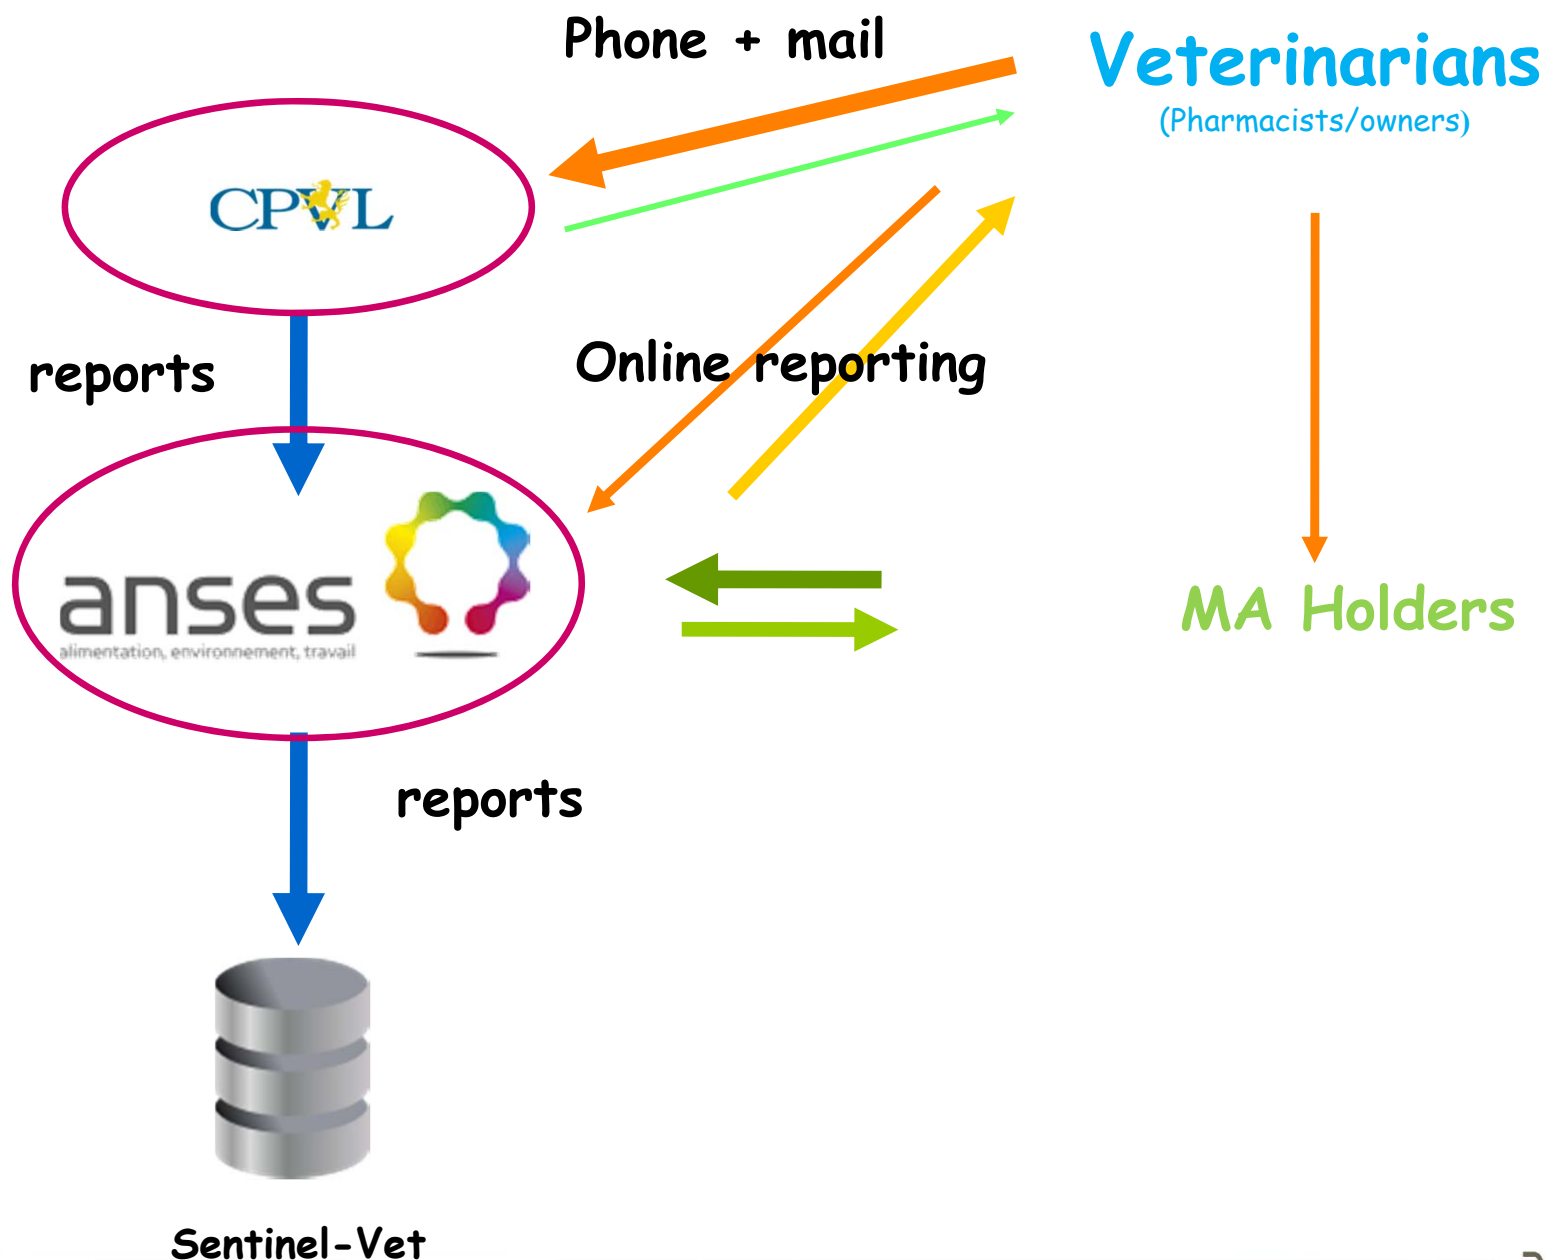 Phone + mail
Veterinarians
(Pharmacists/owners)
CPVL
reports
Online reporting
anses
alimentation, environnement, travail
MA Holders
reports
Sentinel-Vet